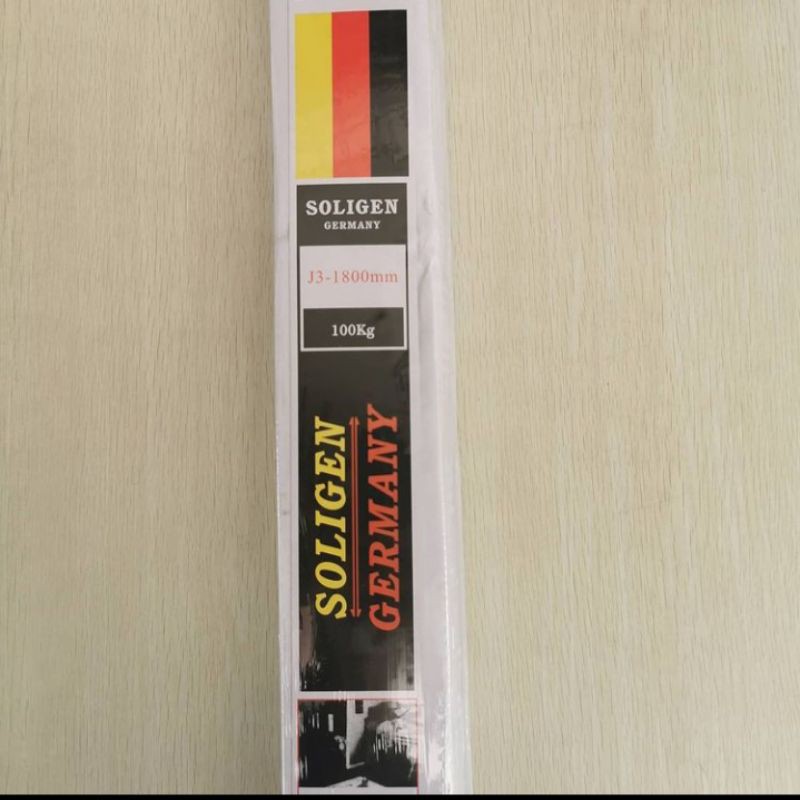 SOLIGEN
GERMANY
J3-1800mm
100Kg
SOLIGEN
GERMANY